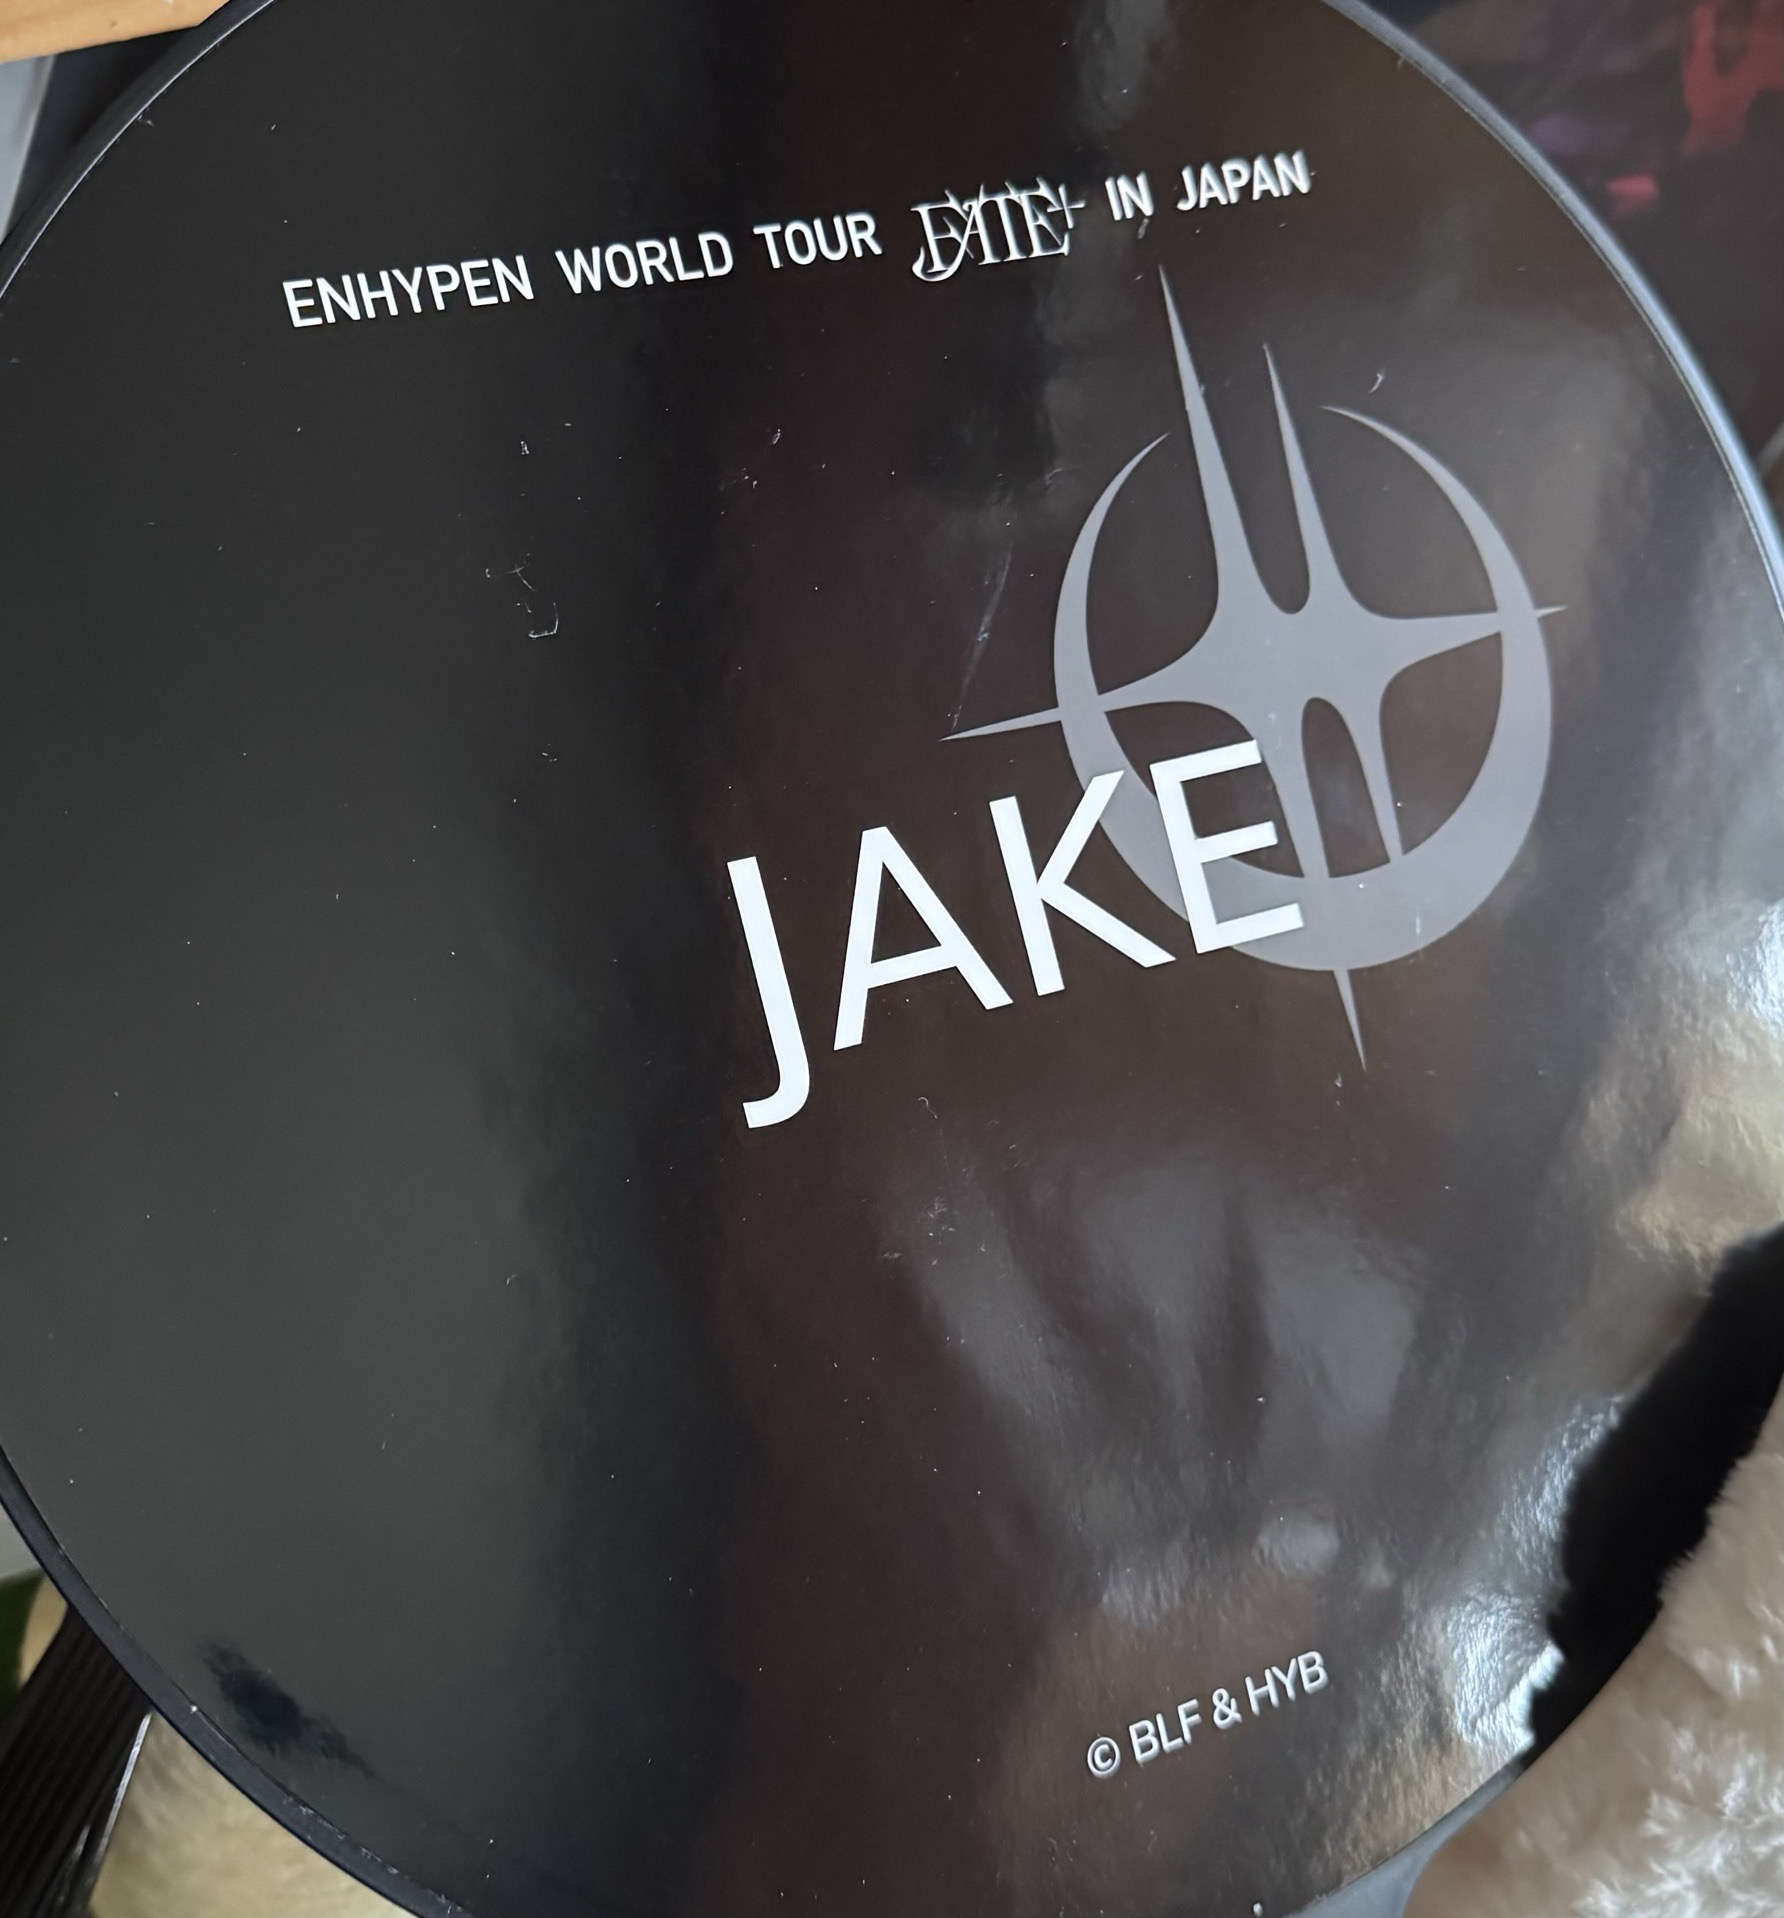 ENHYPEN WORLD TOUR FATE+ IN JAPAN
JAKE
© BLF & HYB